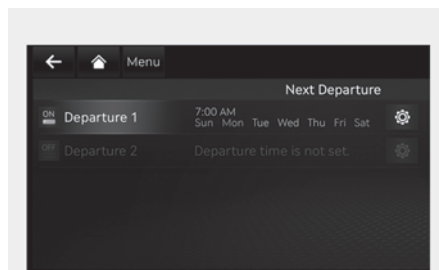 Menu
Next Departure
ON Departure 1 7:00 AM
Sun Mon Tue Wed Thu Fri Sat
OFF Departure 2 Departure time is not set.